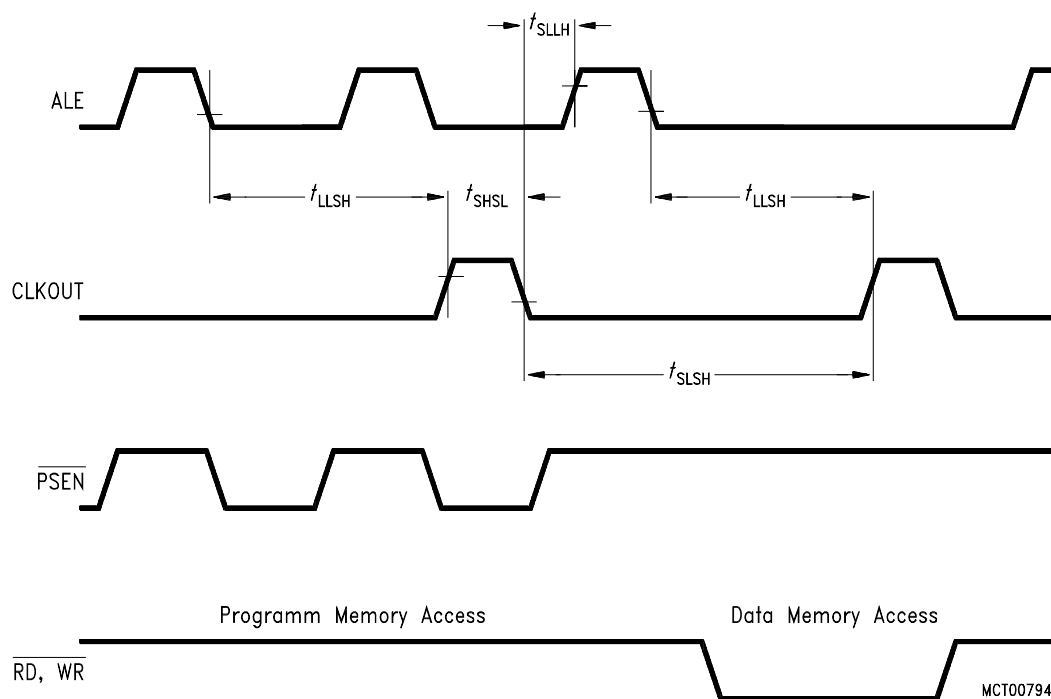 tSLLH
ALE
tLLSH
tSHSL
tLLSH
CLKOUT
tSLSH
PSEN
Programm Memory Access
Data Memory Access
RD, WR
MCT00794